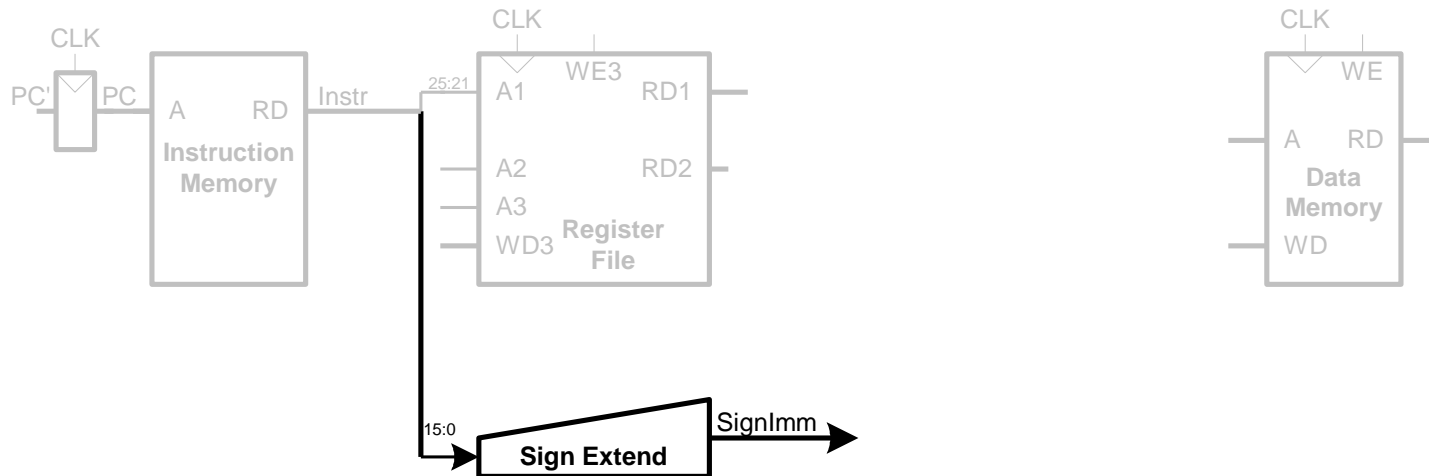 CLK
PC'
PC
A
RD
Instruction
Memory
Instr
25:21
CLK
WE3
A1
RD1
A2
RD2
A3
WD3
Register
File
CLK
WE
A
RD
Data
Memory
WD
15:0
Sign Extend
SignImm